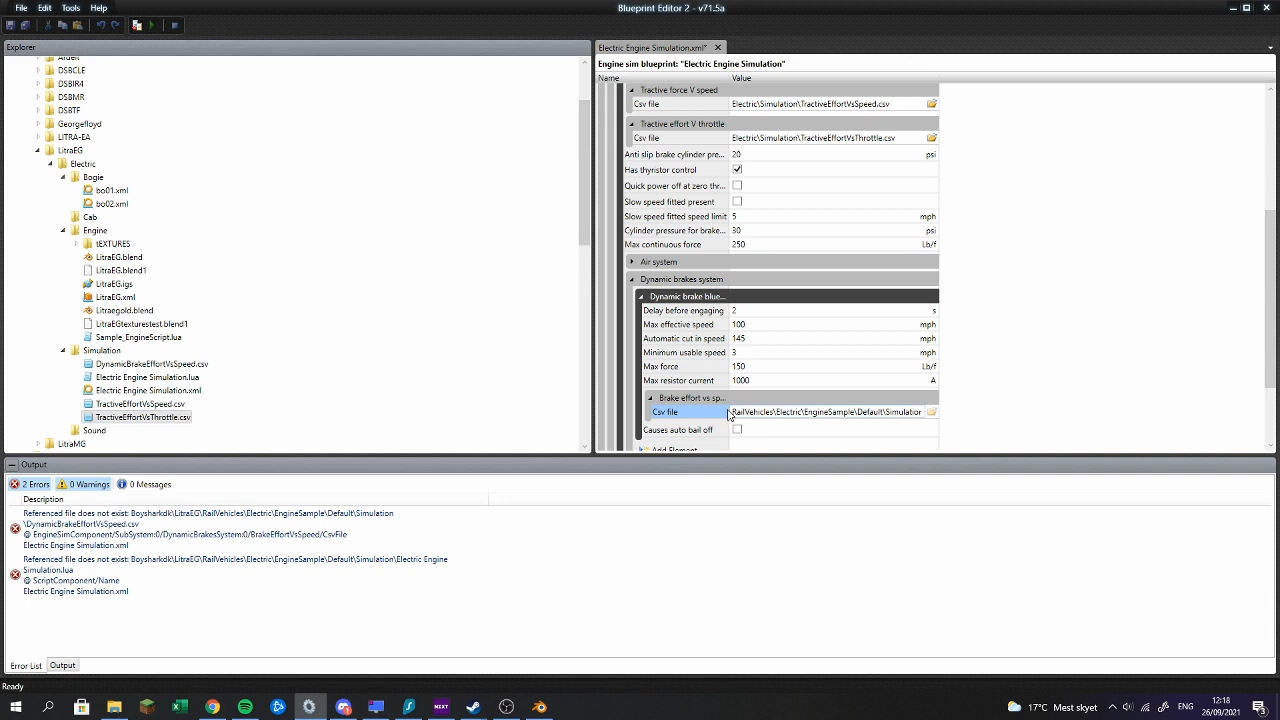 File Edit Tools Help
Blueprint Editor 2 - v71.5a
Explorer
DSBCLE
DSBIR4
DSBMR
DSBTF
Georgefloyd
LITRA-EA
LitraEG
Electric
Bogie
bo01.xml
bo02.xml
Cab
Engine
tEXTURES
LitraEG.blend
LitraEG.blend1
LitraEG.igs
LitraEG.xml
Litraegold.blend
LitraEGtexturestest.blend1
Sample_EngineScript.lua
Simulation
DynamicBrakeEffortVsSpeed.csv
Electric Engine Simulation.lua
Electric Engine Simulation.xml
TractiveEffortVsSpeed.csv
TractiveEffortVsThrottle.csv
Sound
LitraMG
Electric Engine Simulation.xml*
Engine sim blueprint: "Electric Engine Simulation"
Name Value
Tractive force V speed
Csv file Electric\Simulation\TractiveEffortVsSpeed.csv
Tractive effort V throttle
Csv file Electric\Simulation\TractiveEffortVsThrottle.csv
Anti slip brake cylinder pre... 20 psi
Has thyristor control
Quick power off at zero thr...
Slow speed fitted present
Slow speed fitted speed limit 5 mph
Cylinder pressure for brake... 30 psi
Max continuous force 250 Lb/f
Air system
Dynamic brakes system
Dynamic brake blue...
Delay before engaging 2 s
Max effective speed 100 mph
Automatic cut in speed 145 mph
Minimum usable speed 3 mph
Max force 150 Lb/f
Max resistor current 1000 A
Brake effort vs sp...
Csv file RailVehicles\Electric\EngineSample\Default\Simulation
Causes auto bail off
Add Element
Output
2 Errors 0 Warnings 0 Messages
Description
Referenced file does not exist: Boysharkdk\LitraEG\RailVehicles\Electric\EngineSample\Default\Simulation
\DynamicBrakeEffortVsSpeed.csv
@ EngineSimComponent/SubSystem:0/DynamicBrakesSystem:0/BrakeEffortVsSpeed/CsvFile
Electric Engine Simulation.xml
Referenced file does not exist: Boysharkdk\LitraEG\RailVehicles\Electric\EngineSample\Default\Simulation\Electric Engine
Simulation.lua
@ ScriptComponent/Name
Electric Engine Simulation.xml
Error List Output
Ready
NEXT
17°C Mest skyet
ENG
12:18
26/09/2021